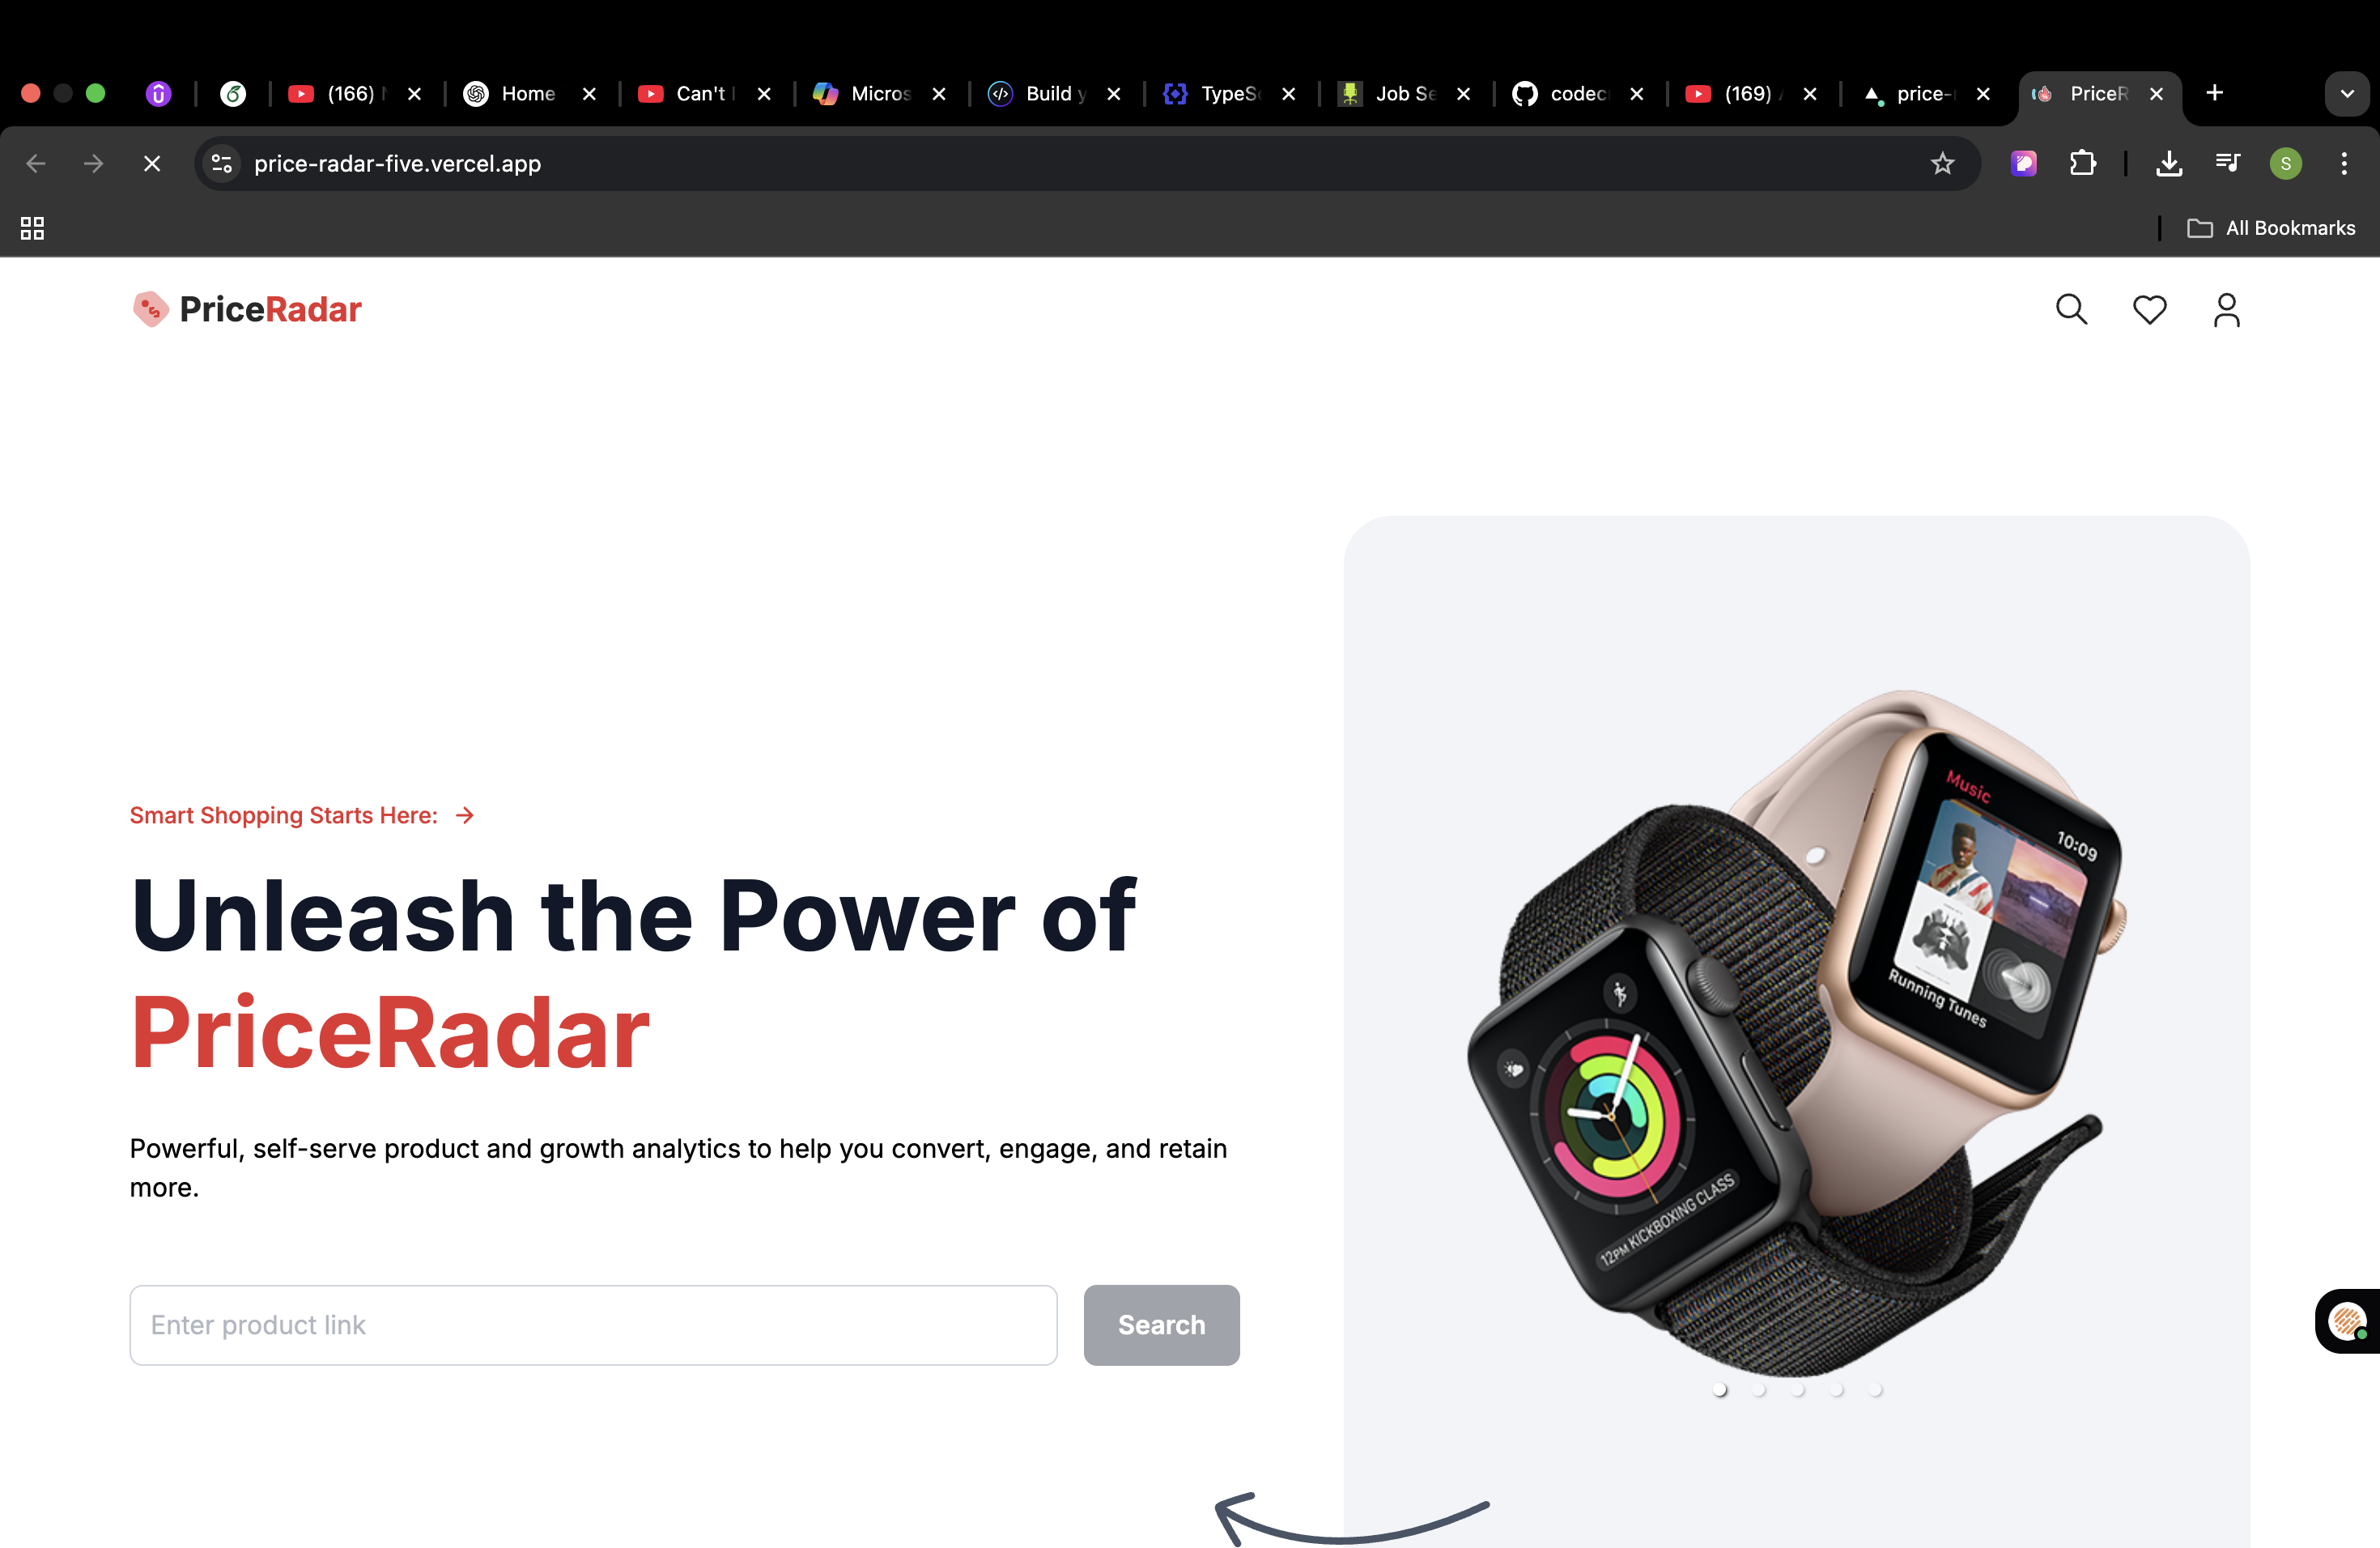 (166)
Home
Can't
Micros
Build y
TypeSc
Job Se
codec
(169)
price-
PriceR
price-radar-five.vercel.app
S
All Bookmarks
PriceRadar
Smart Shopping Starts Here:
Unleash the Power of
PriceRadar
Powerful, self-serve product and growth analytics to help you convert, engage, and retain
more.
Enter product link
Search
Music
10:09
Running Tunes
12PM KICKBOXING CLASS